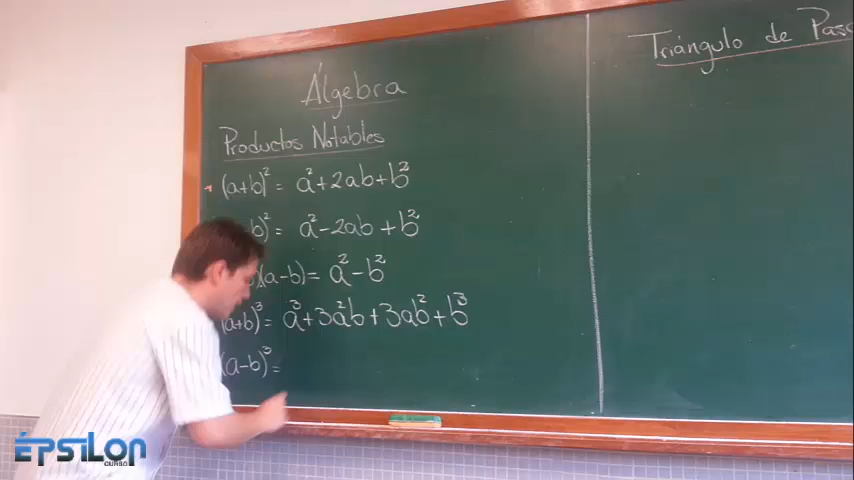 Álgebra
Productos Notables
(a+b)² = a²+2ab+b²
b)² = a²-2ab+b²
)(a-b) = a²-b²
(a+b)³ = a³+3a²b+3ab²+b³
(a-b)³ =
Triángulo de
ÉPSILON
CURSO